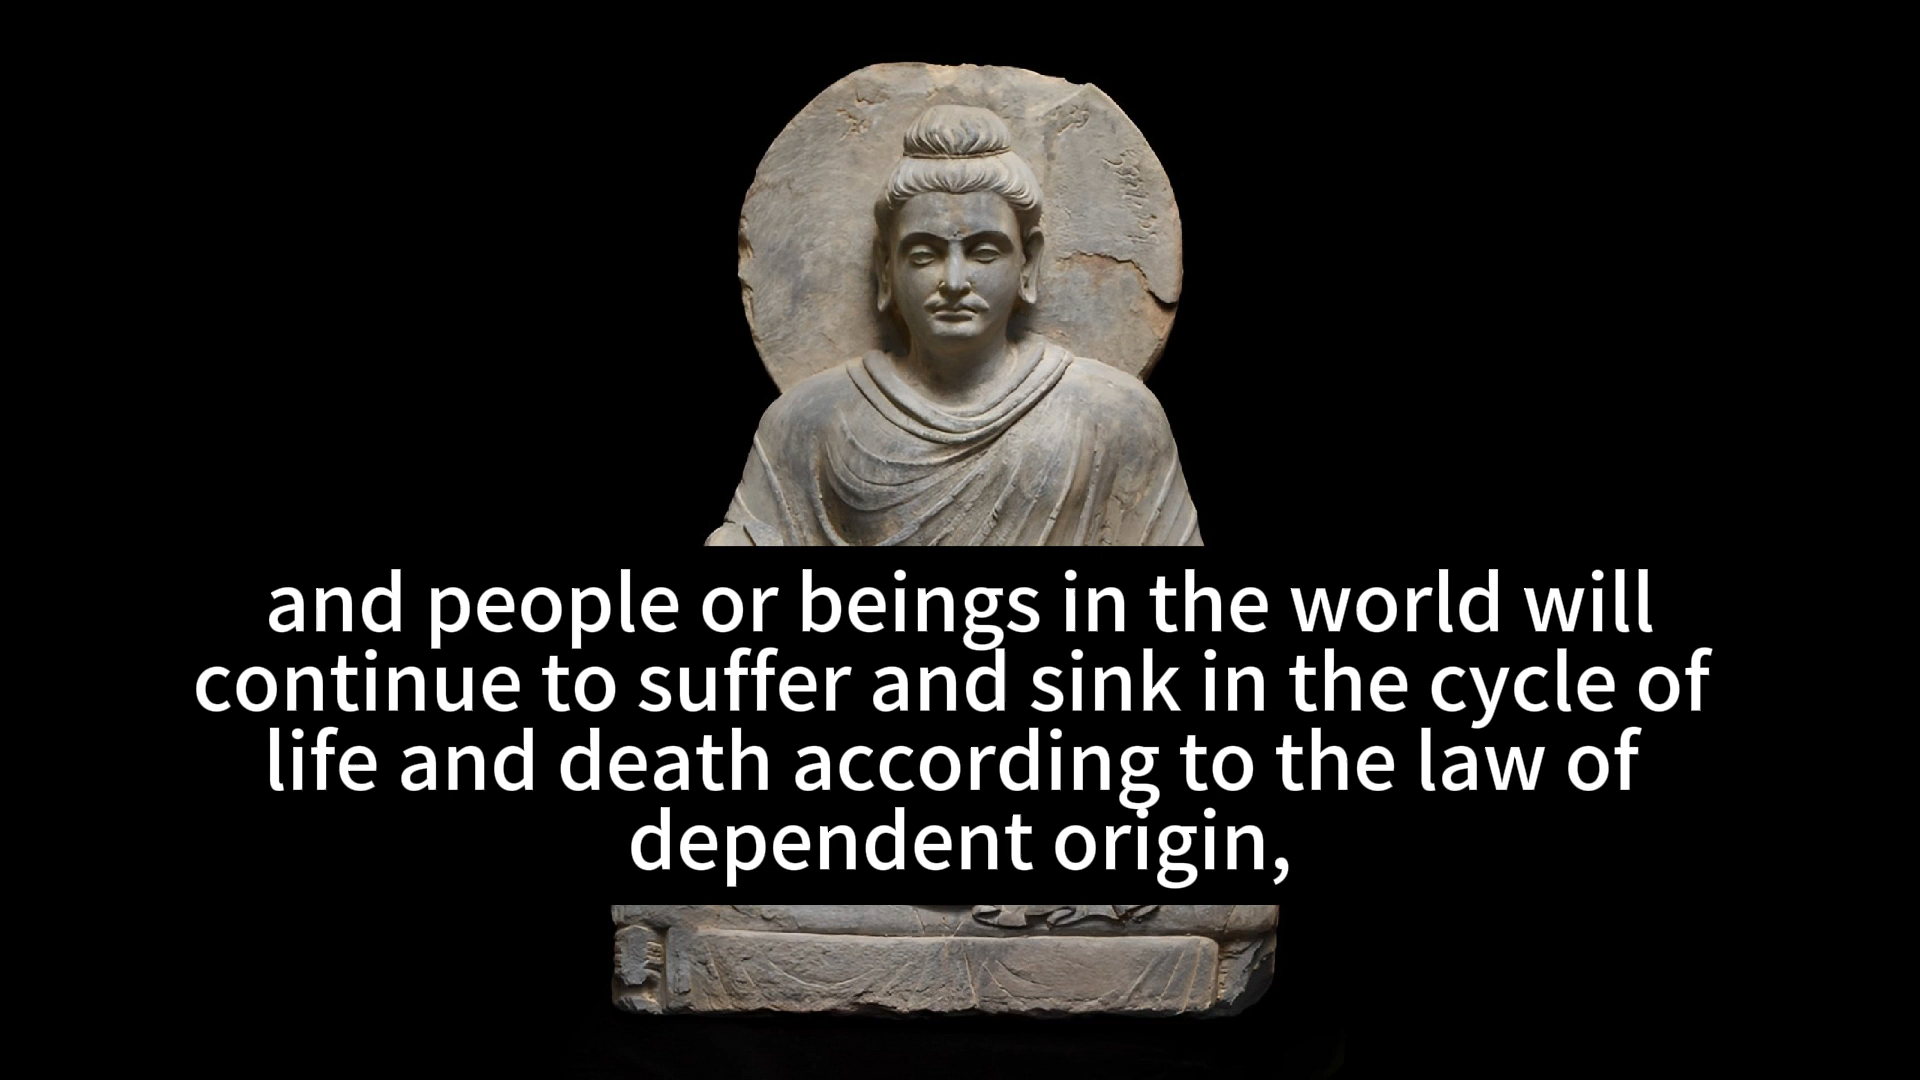 and people or beings in the world will
continue to suffer and sink in the cycle of
life and death according to the law of
dependent origin,